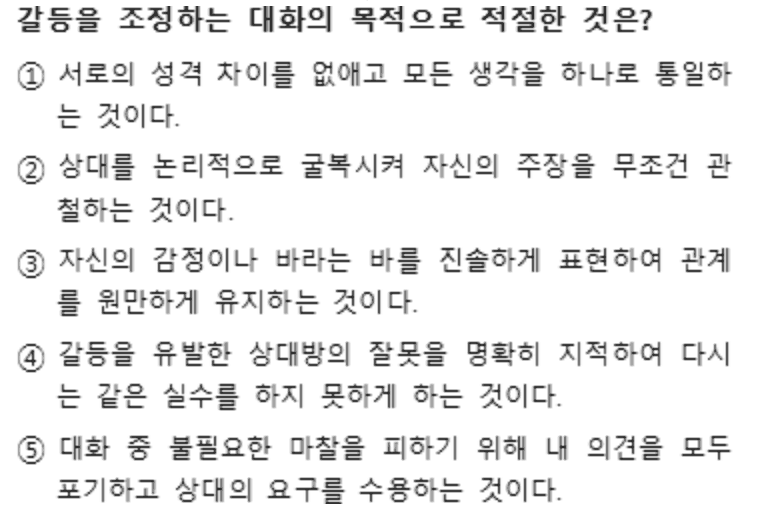 갈등을 조정하는 대화의 목적으로 적절한 것은?
① 서로의 성격 차이를 없애고 모든 생각을 하나로 통일하
는 것이다.
② 상대를 논리적으로 굴복시켜 자신의 주장을 무조건 관
철하는 것이다.
③ 자신의 감정이나 바라는 바를 진솔하게 표현하여 관계
를 원만하게 유지하는 것이다.
④ 갈등을 유발한 상대방의 잘못을 명확히 지적하여 다시
는 같은 실수를 하지 못하게 하는 것이다.
⑤ 대화 중 불필요한 마찰을 피하기 위해 내 의견을 모두
포기하고 상대의 요구를 수용하는 것이다.